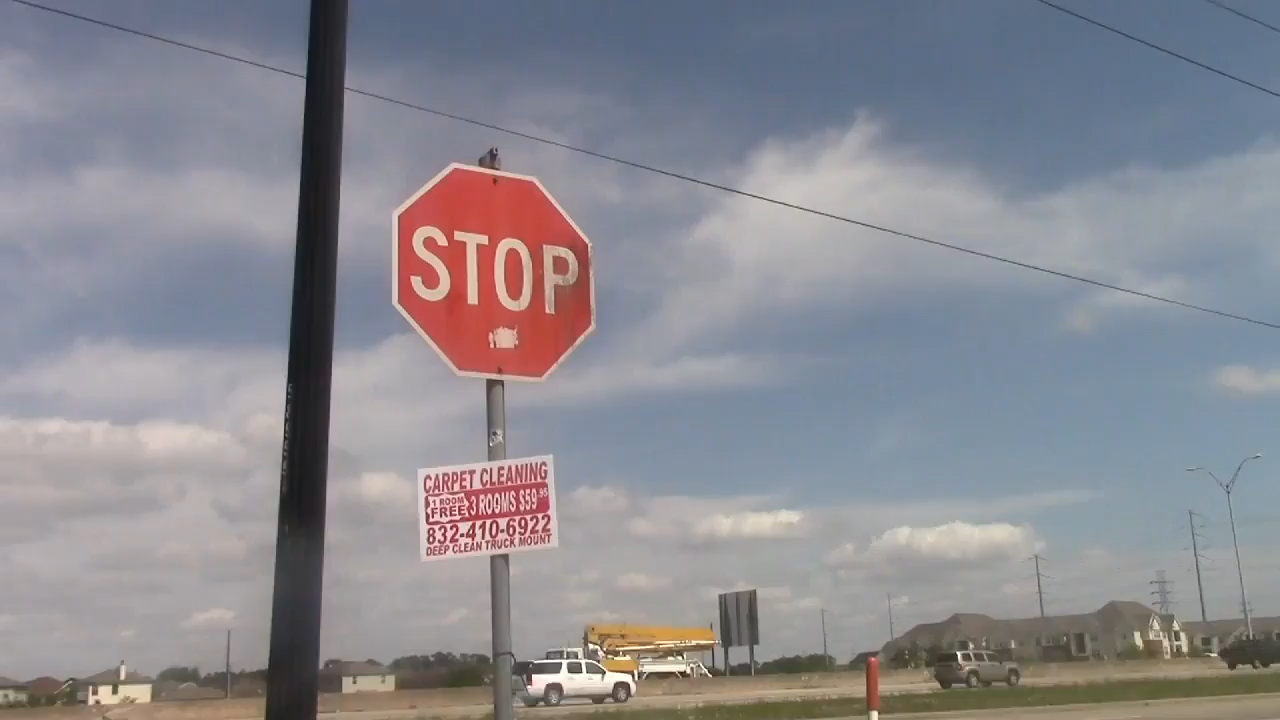 STOP
CARPET CLEANING
1 ROOM
FREE
3 ROOMS $59.95
832-410-6922
DEEP CLEAN TRUCK MOUNT